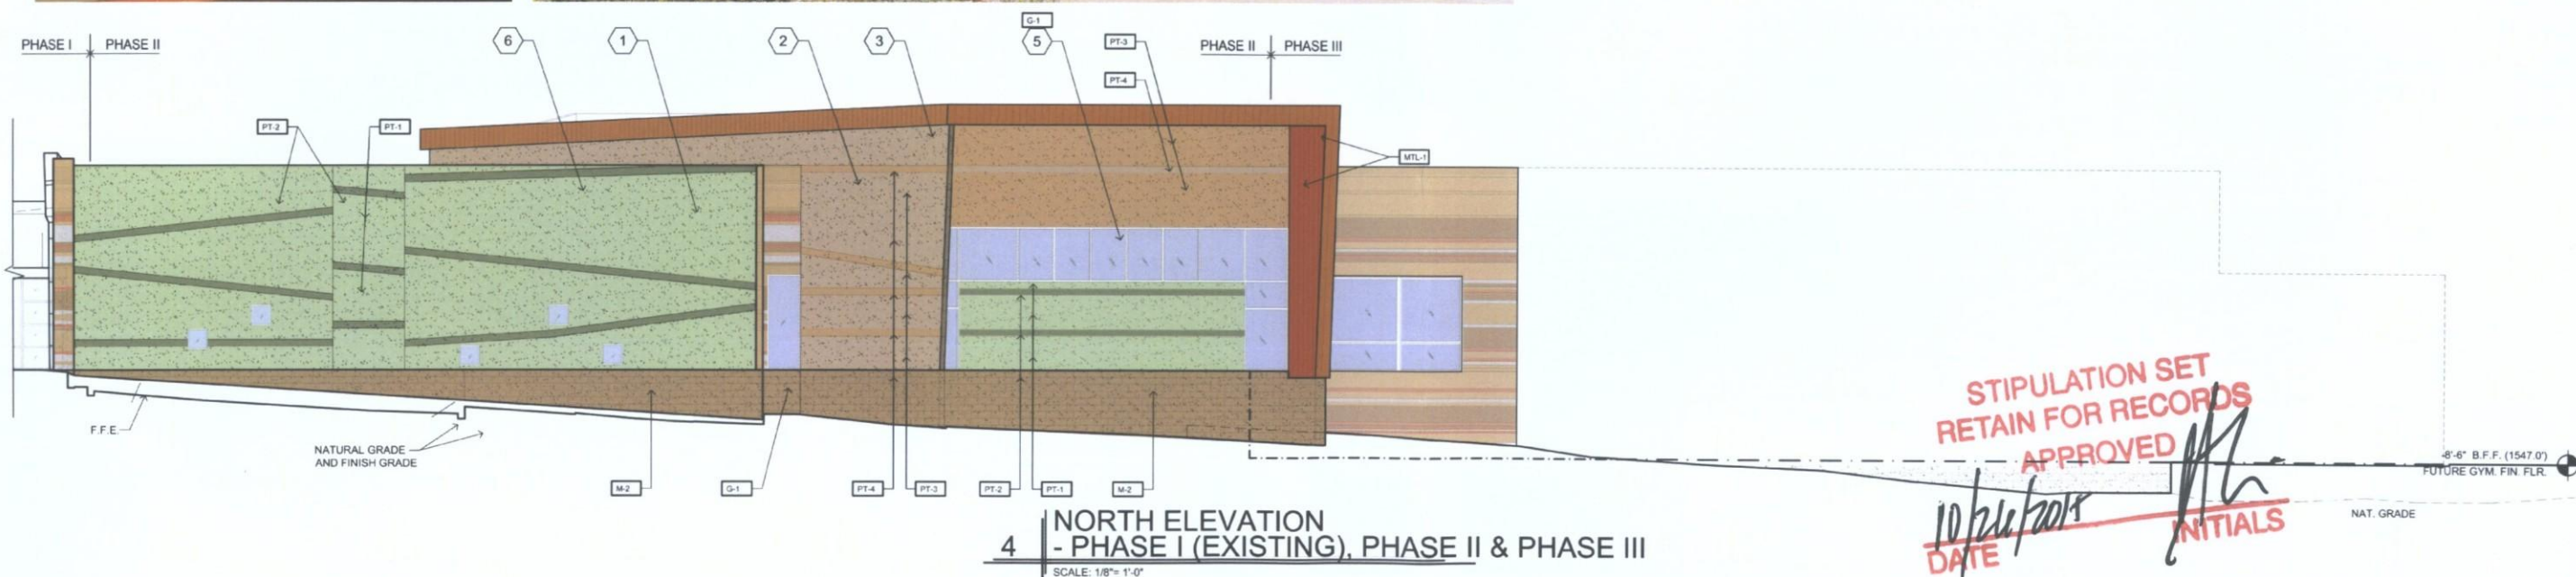 PHASE I
PHASE II
6
1
2
3
G-1
5
PT-3
PT-4
PHASE II
PHASE III
PT-2
PT-1
MTL-1
F.F.E.
NATURAL GRADE
AND FINISH GRADE
M-2
G-1
PT-4
PT-3
PT-2
PT-1
M-2
STIPULATION SET
RETAIN FOR RECORDS
APPROVED
10/26/2015
DATE
INITIALS
-8'-6" B.F.F. (1547.0')
FUTURE GYM. FIN. FLR.
NAT. GRADE
4
NORTH ELEVATION
- PHASE I (EXISTING), PHASE II & PHASE III
SCALE: 1/8"= 1'-0"